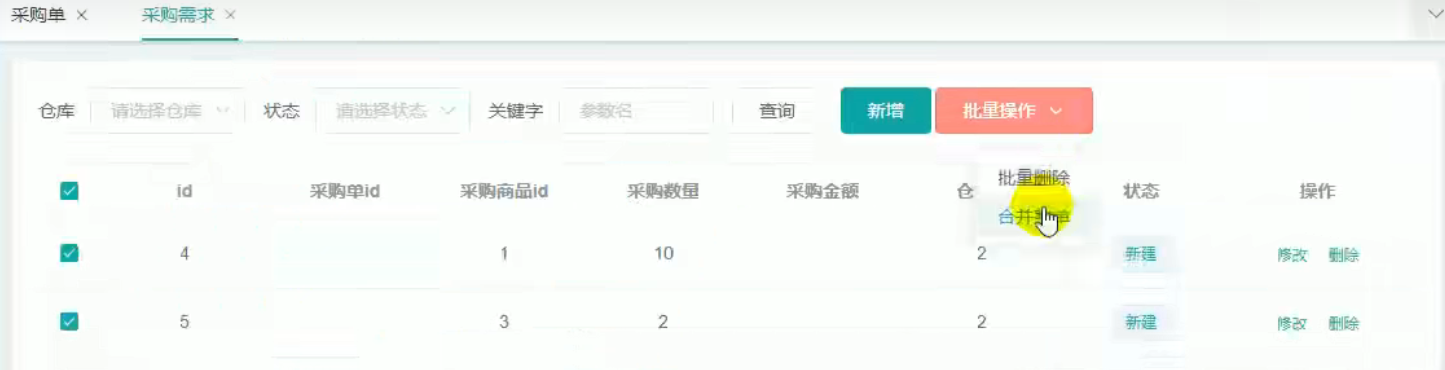 采购单 × 采购需求 ×
仓库 请选择仓库 状态 请选择状态 关键字 参数名 查询 新增 批量操作
批量删除
id 采购单id 采购商品id 采购数量 采购金额 仓 状态 操作
合并
4 1 10 2 新建 修改 删除
5 3 2 2 新建 修改 删除